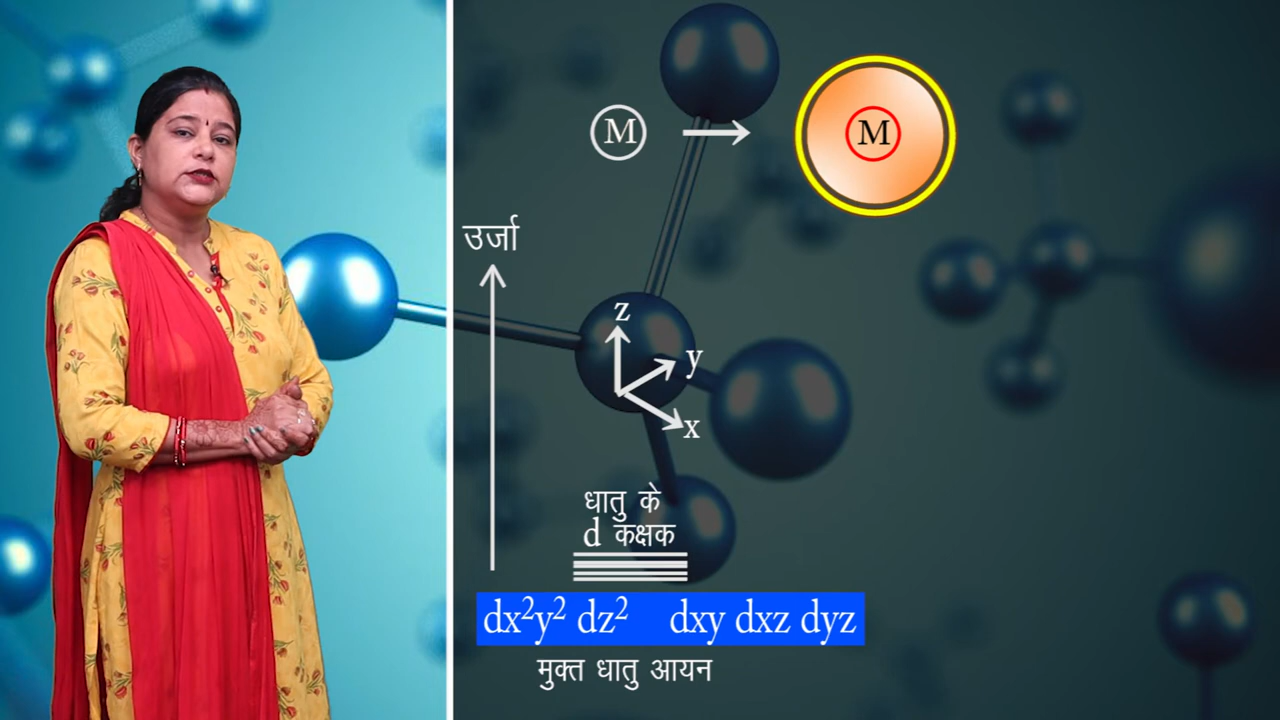 M → M
उर्जा
z
y
x
धातु के
d कक्षक
dx²y² dz² dxy dxz dyz
मुक्त धातु आयन